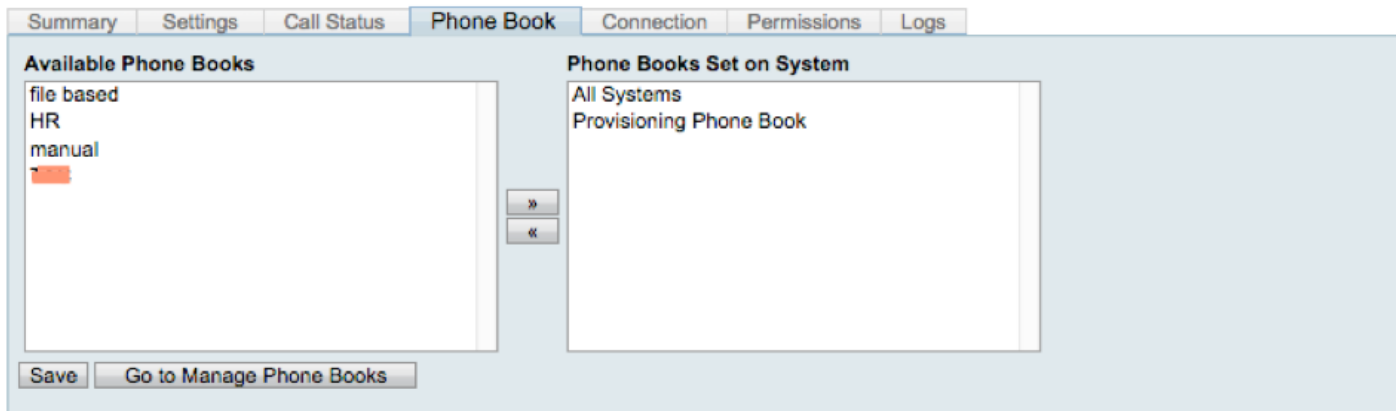 Summary Settings Call Status Phone Book Connection Permissions Logs
Available Phone Books
file based
HR
manual
Phone Books Set on System
All Systems
Provisioning Phone Book
»
«
Save Go to Manage Phone Books